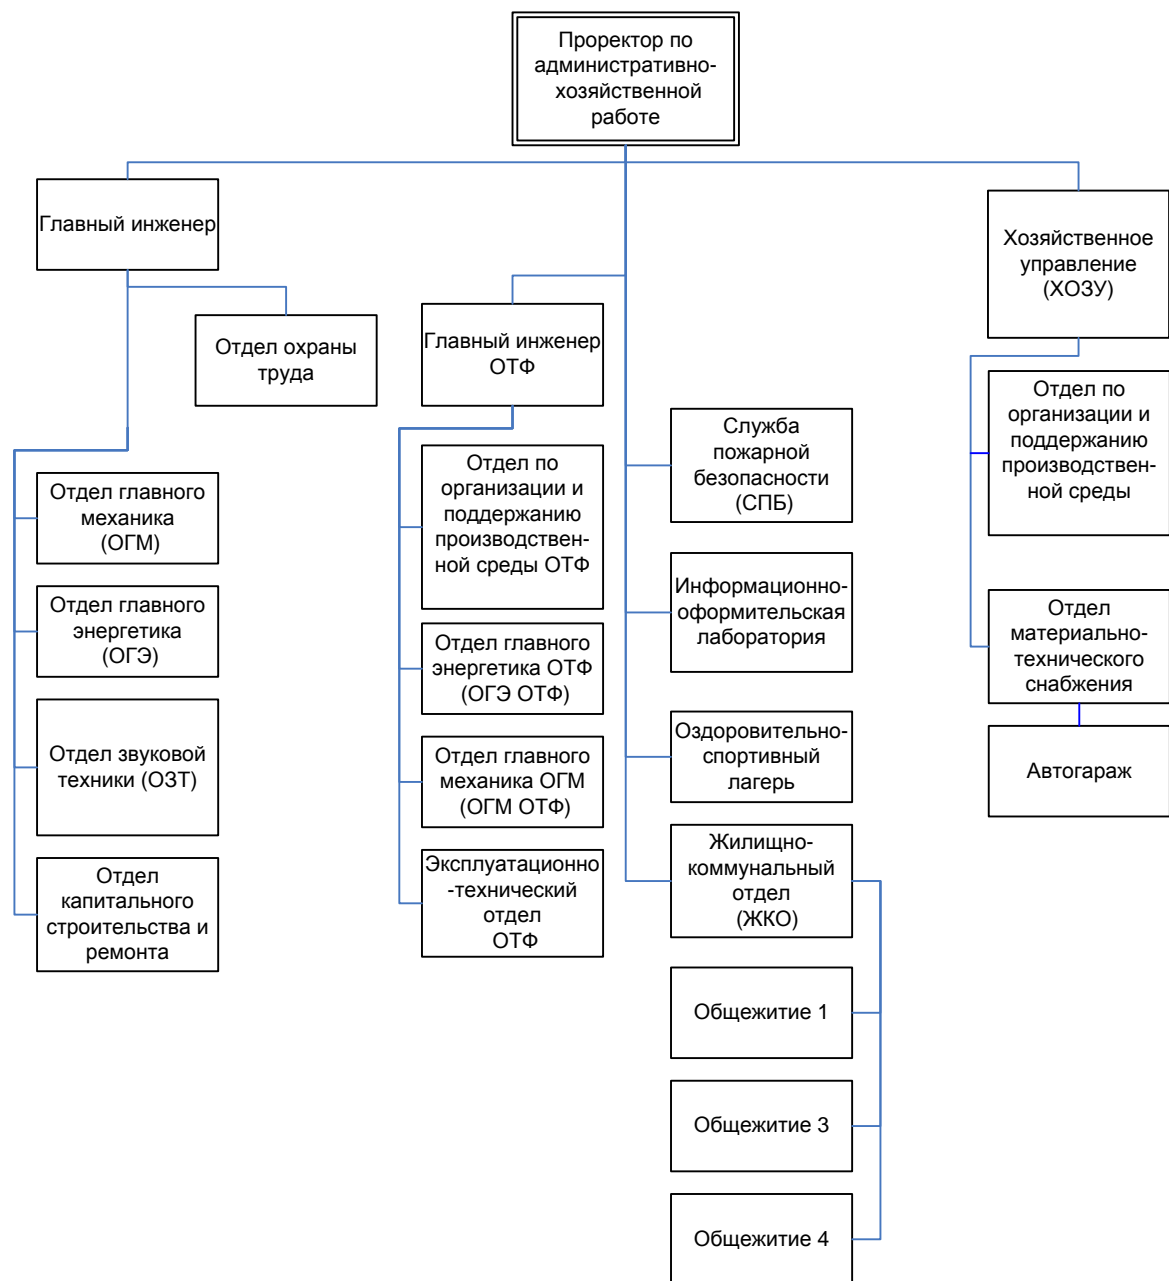 Проректор по
административно-
хозяйственной
работе
Главный инженер
Отдел охраны
труда
Отдел главного
механика
(ОГМ)
Отдел главного
энергетика
(ОГЭ)
Отдел звуковой
техники (ОЗТ)
Отдел
капитального
строительства и
ремонта
Главный инженер
ОТФ
Отдел по
организации и
поддержанию
производствен-
ной среды ОТФ
Отдел главного
энергетика ОТФ
(ОГЭ ОТФ)
Отдел главного
механика ОГМ
(ОГМ ОТФ)
Эксплуатационно
-технический
отдел
ОТФ
Служба
пожарной
безопасности
(СПБ)
Информационно-
оформительская
лаборатория
Оздоровительно-
спортивный
лагерь
Жилищно-
коммунальный
отдел
(ЖКО)
Общежитие 1
Общежитие 3
Общежитие 4
Хозяйственное
управление
(ХОЗУ)
Отдел по
организации и
поддержанию
производствен-
ной среды
Отдел
материально-
технического
снабжения
Автогараж